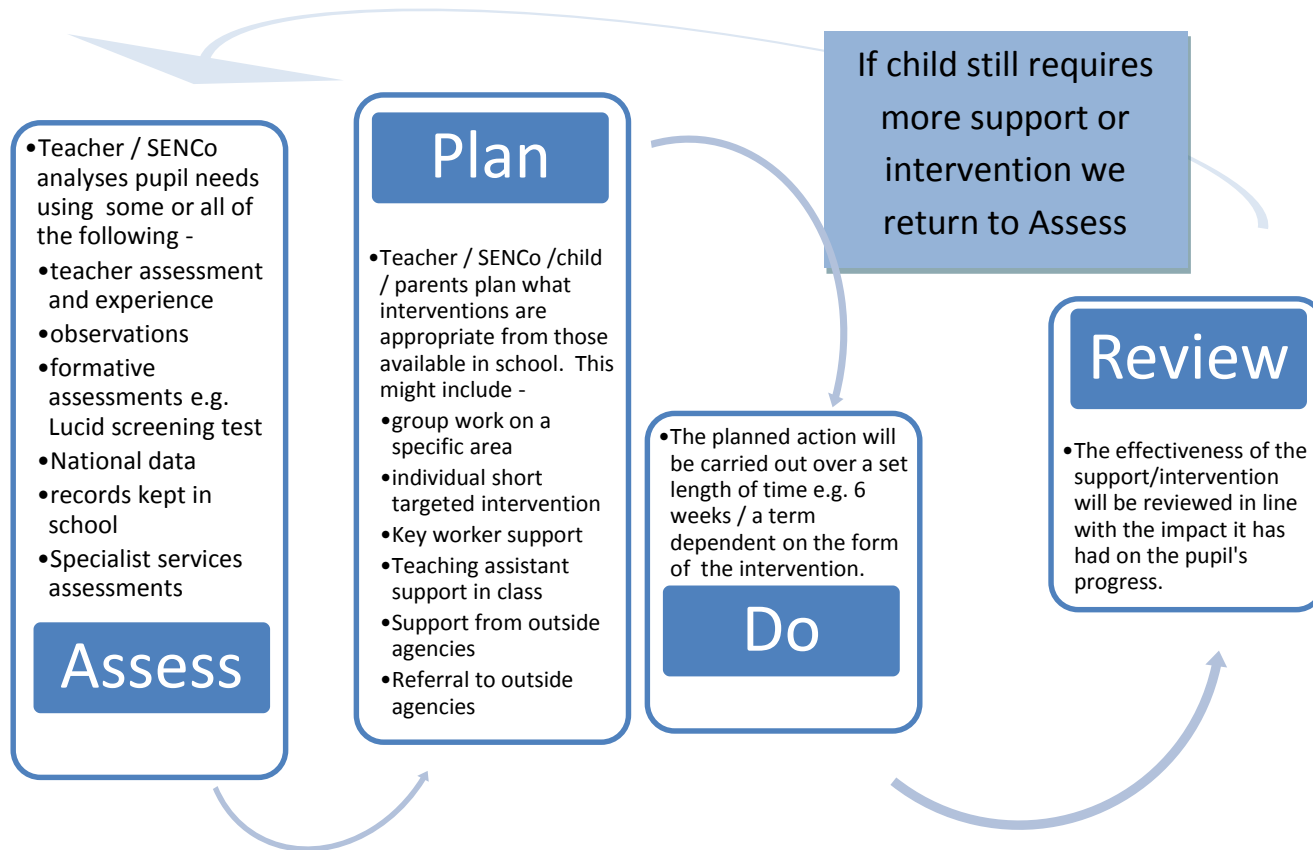 •Teacher / SENCo
analyses pupil needs
using  some or all of
the following -
•teacher assessment
and experience
•observations
•formative
assessments e.g.
Lucid screening test
•National data
•records kept in
school
•Specialist services
assessments
Assess
Plan
•Teacher / SENCo /child
/ parents plan what
interventions are
appropriate from those
available in school.  This
might include -
•group work on a
specific area
•individual short
targeted intervention
•Key worker support
•Teaching assistant
support in class
•Support from outside
agencies
•Referral to outside
agencies
•The planned action will
be carried out over a set
length of time e.g. 6
weeks / a term
dependent on the form
of  the intervention.
Do
If child still requires
more support or
intervention we
return to Assess
Review
•The effectiveness of the
support/intervention
will be reviewed in line
with the impact it has
had on the pupil's
progress.